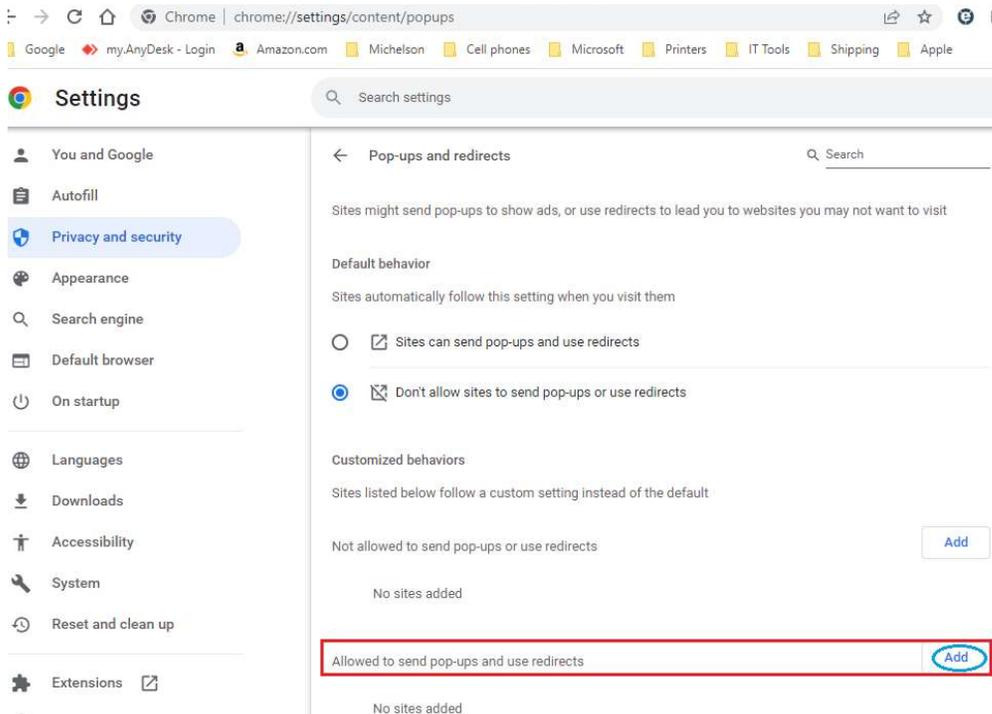 Chrome | chrome://settings/content/popups
Google my.AnyDesk - Login a Amazon.com Michelson Cell phones Microsoft Printers IT Tools Shipping Apple
Settings
Search settings
You and Google
Autofill
Privacy and security
Appearance
Search engine
Default browser
On startup
Languages
Downloads
Accessibility
System
Reset and clean up
Extensions
Pop-ups and redirects
Search
Sites might send pop-ups to show ads, or use redirects to lead you to websites you may not want to visit
Default behavior
Sites automatically follow this setting when you visit them
Sites can send pop-ups and use redirects
Don't allow sites to send pop-ups or use redirects
Customized behaviors
Sites listed below follow a custom setting instead of the default
Not allowed to send pop-ups or use redirects Add
No sites added
Allowed to send pop-ups and use redirects Add
No sites added